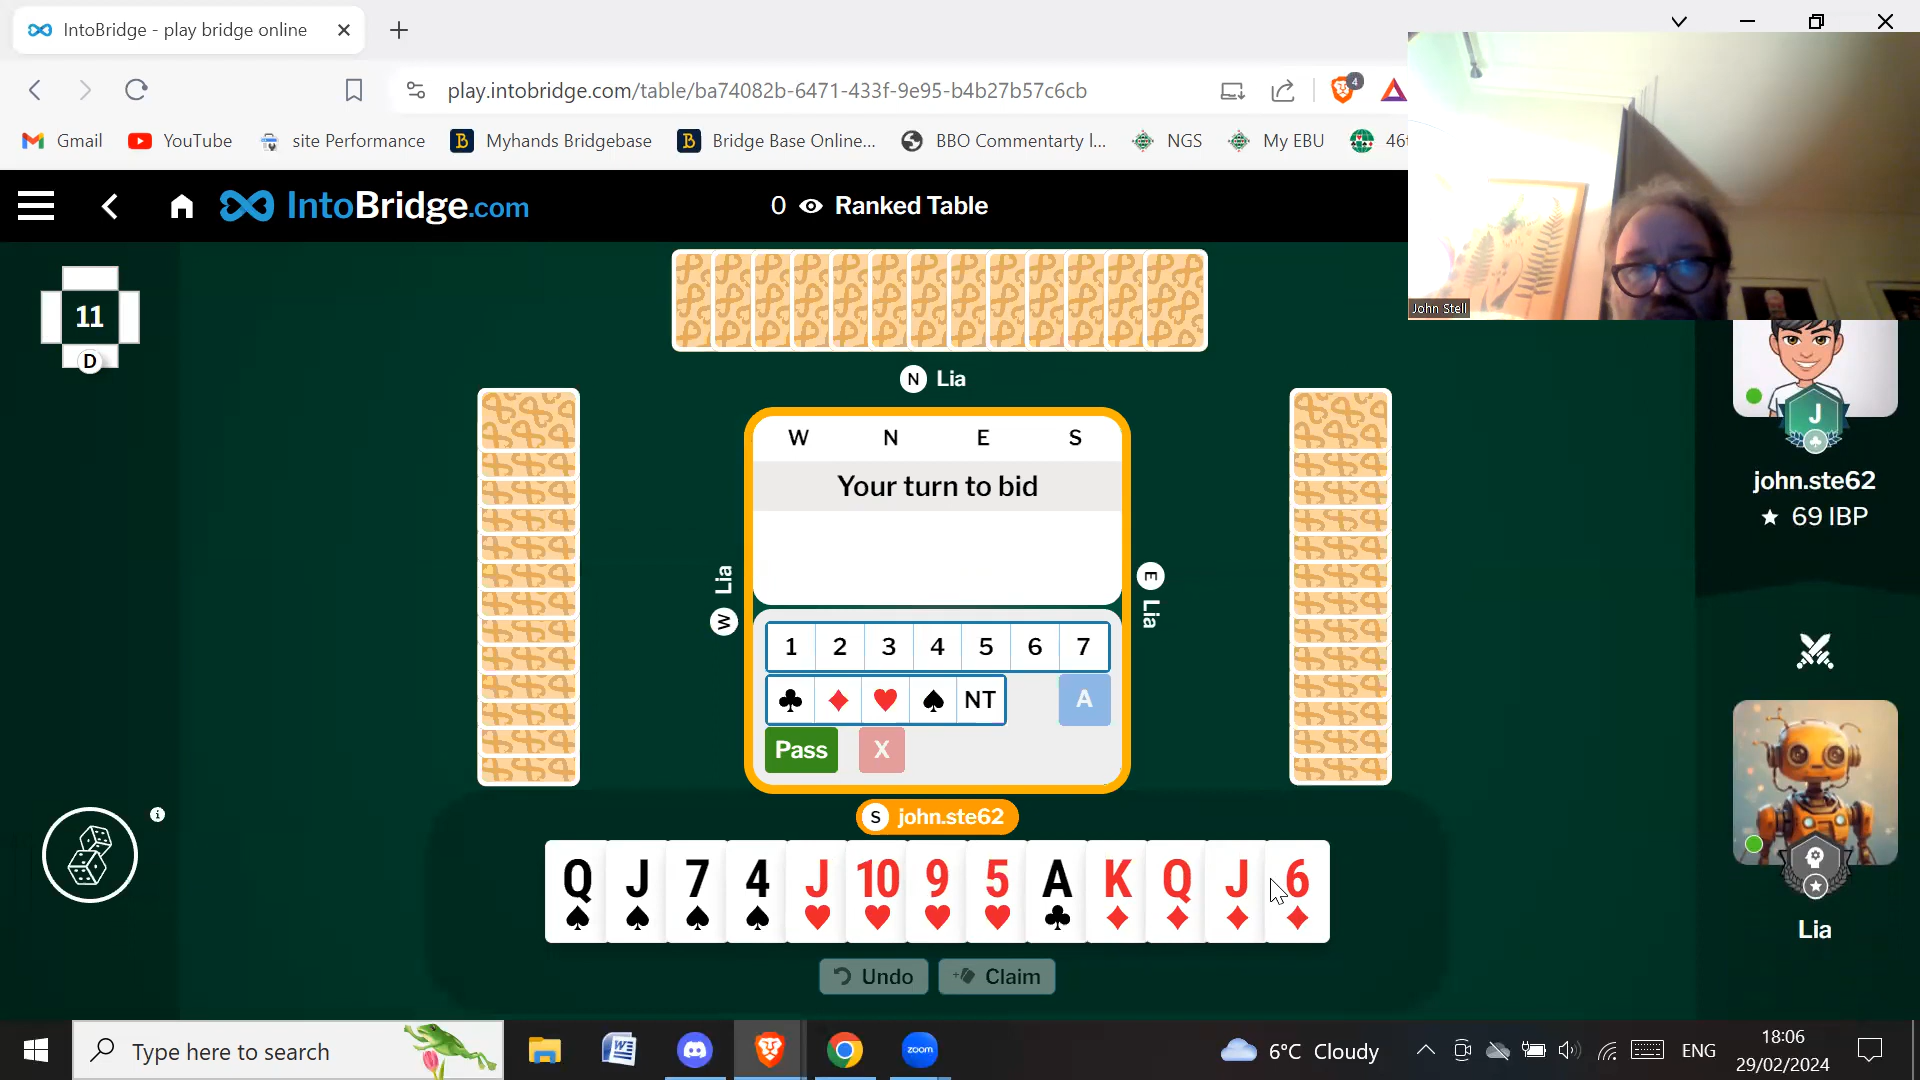 IntoBridge - play bridge online
play.intobridge.com/table/ba74082b-6471-433f-9e95-b4b27b57c6cb
4
Gmail YouTube site Performance B Myhands Bridgebase B Bridge Base Online... BBO Commentarty l... NGS My EBU 46t
John Stell
IntoBridge.com
0 Ranked Table
11
D
N Lia
W N E S
Your turn to bid
W Lia
E Lia
1 2 3 4 5 6 7
♣ ♦ ♥ ♠ NT A
Pass X
S john.ste62
Q J 7 4 J 10 9 5 A K Q J 6
♠ ♠ ♠ ♠ ♥ ♥ ♥ ♥ ♣ ♦ ♦ ♦ ♦
Undo Claim
J
john.ste62
★ 69 IBP
Lia
i
Type here to search
W
zoom
6°C Cloudy
ENG
18:06
29/02/2024